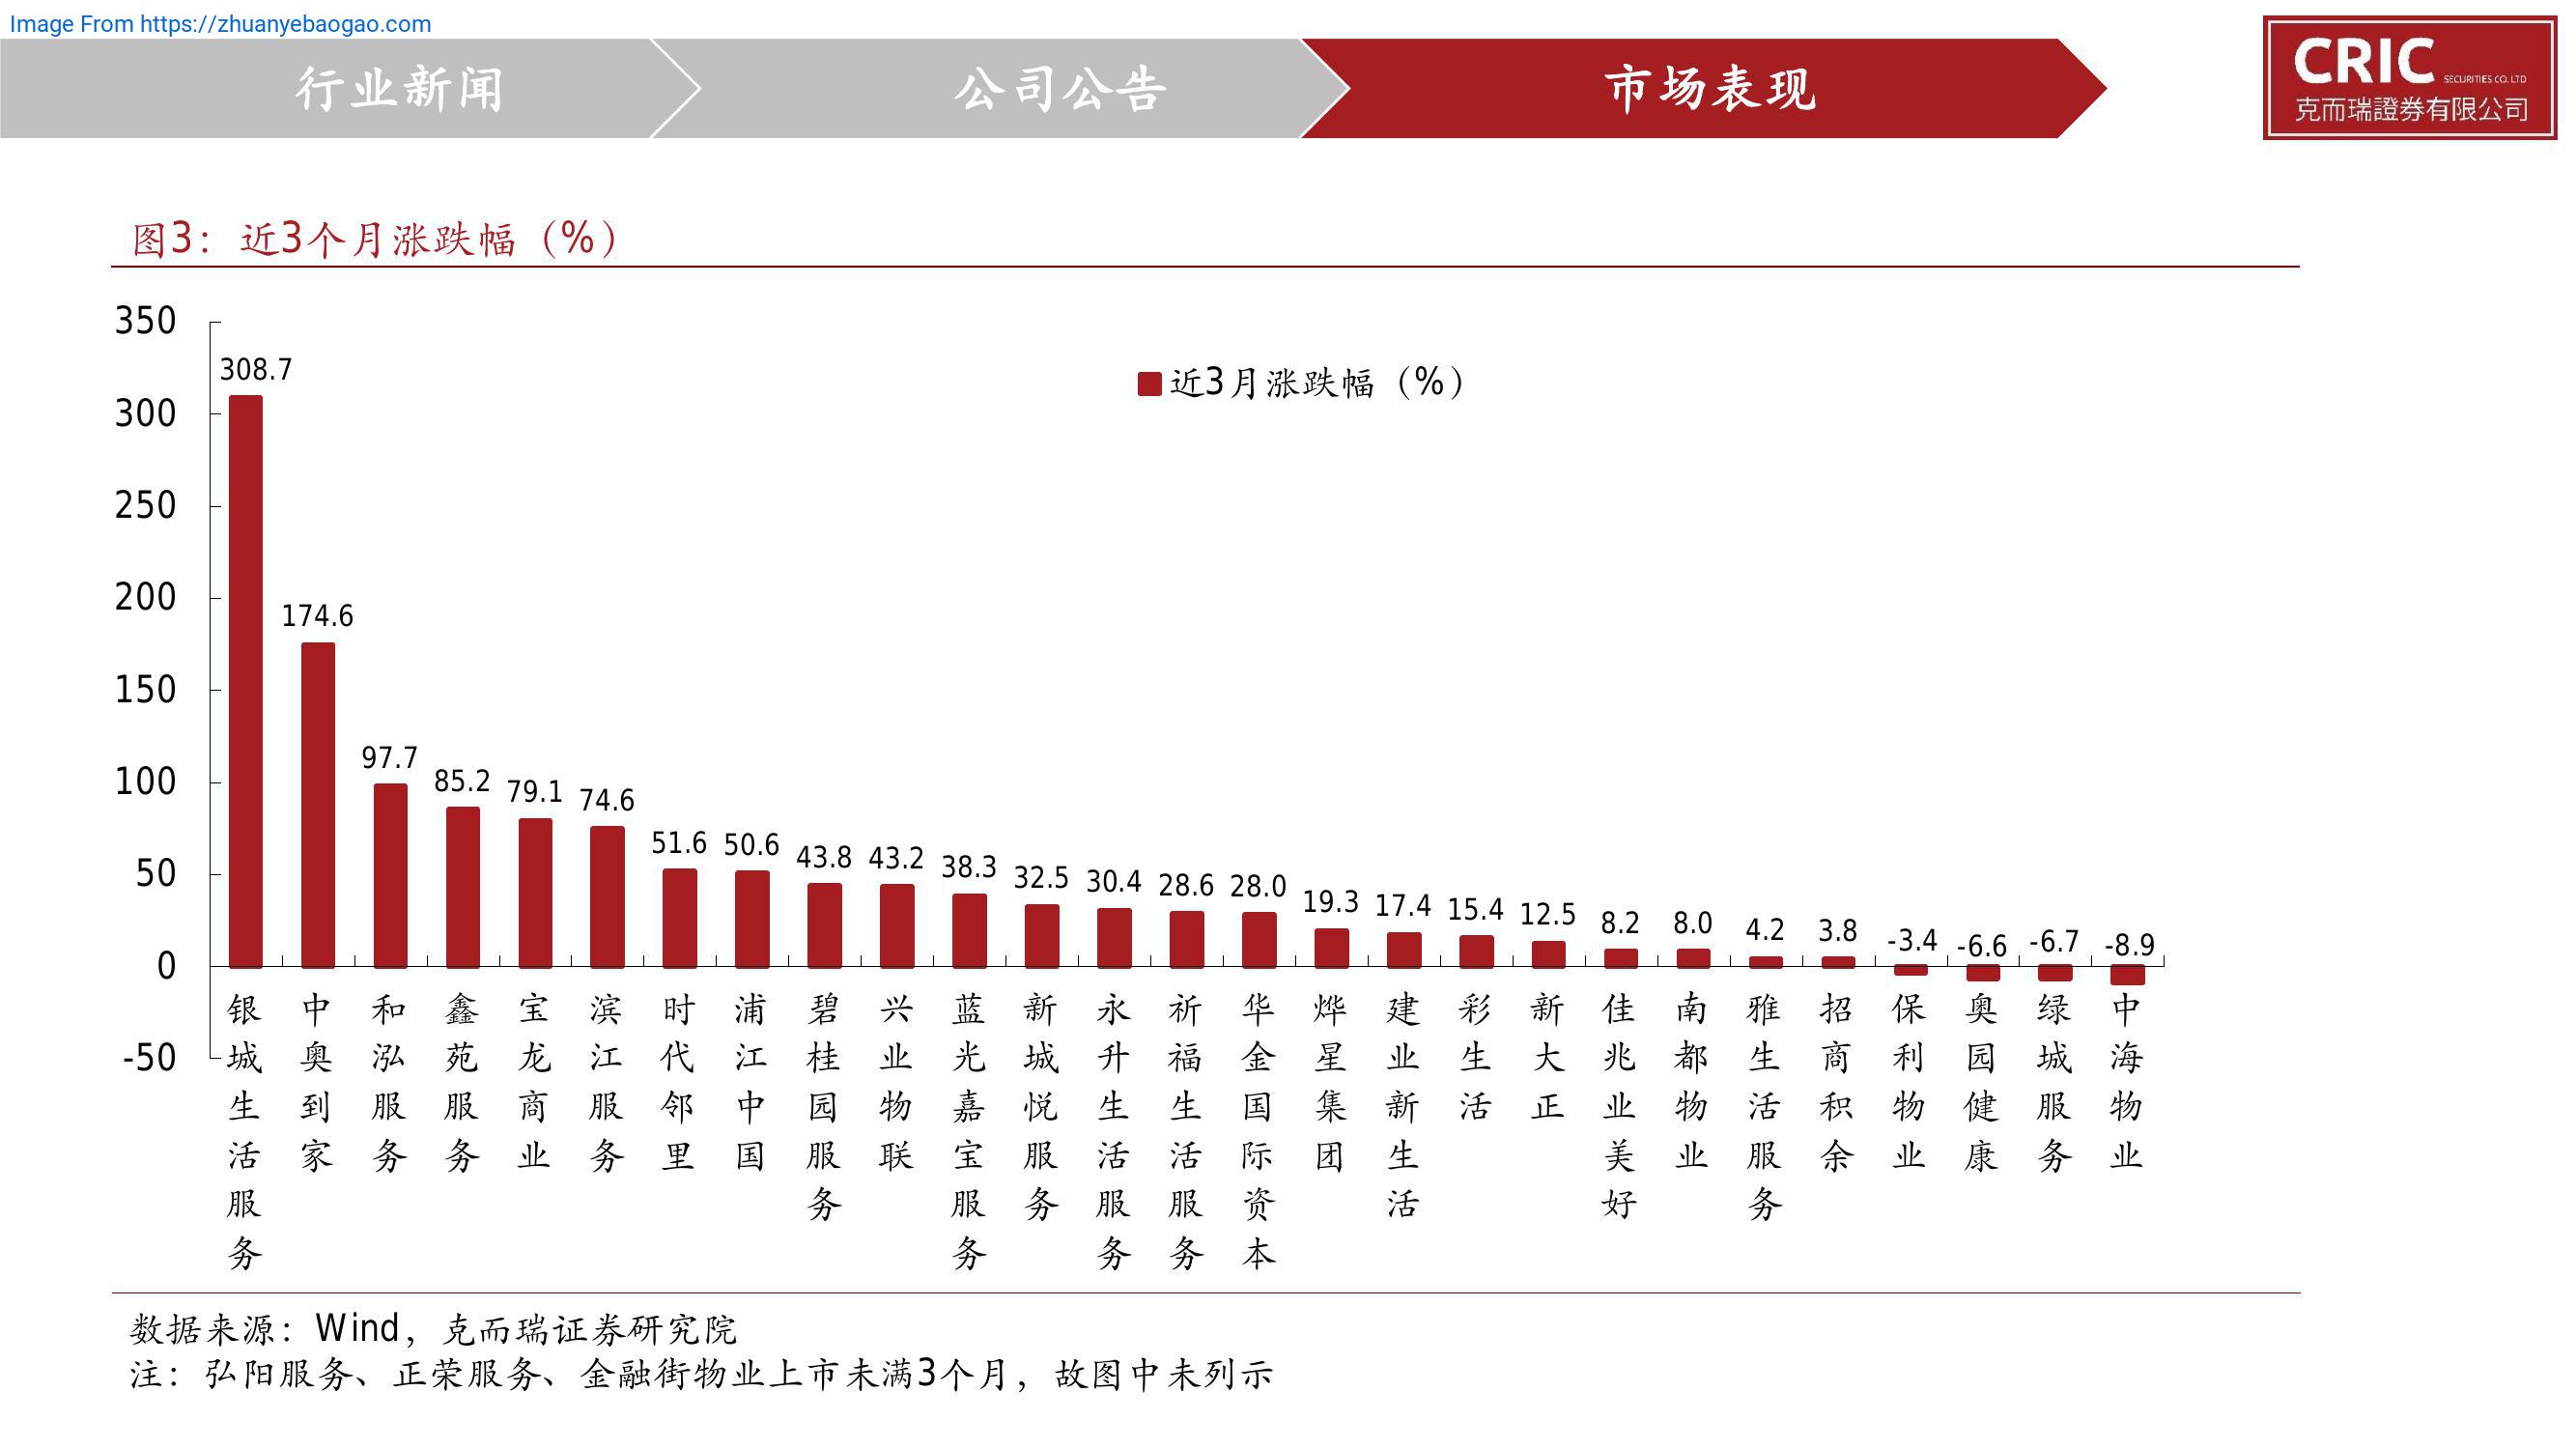 Image From https://zhuanyebaogao.com
行业新闻
公司公告
市场表现
CRIC SECURITIES CO. LTD
克而瑞證券有限公司
图3：近3个月涨跌幅（%）
近3月涨跌幅（%）
350
300
250
200
150
100
50
0
-50
308.7
174.6
97.7
85.2
79.1
74.6
51.6
50.6
43.8
43.2
38.3
32.5
30.4
28.6
28.0
19.3
17.4
15.4
12.5
8.2
8.0
4.2
3.8
-3.4
-6.6
-6.7
-8.9
银城生活服务
中奥到家
和泓服务
鑫苑服务
宝龙商业
滨江服务
时代邻里
浦江中国
碧桂园服务
兴业物联
蓝光嘉宝服务
新城悦服务
永升生活服务
祈福生活服务
华金国际资本
烨星集团
建业新生活
彩生活
新大正
佳兆业美好
南都物业
雅生活服务
招商积余
保利物业
奥园健康
绿城服务
中海物业
数据来源：Wind，克而瑞证券研究院
注：弘阳服务、正荣服务、金融街物业上市未满3个月，故图中未列示